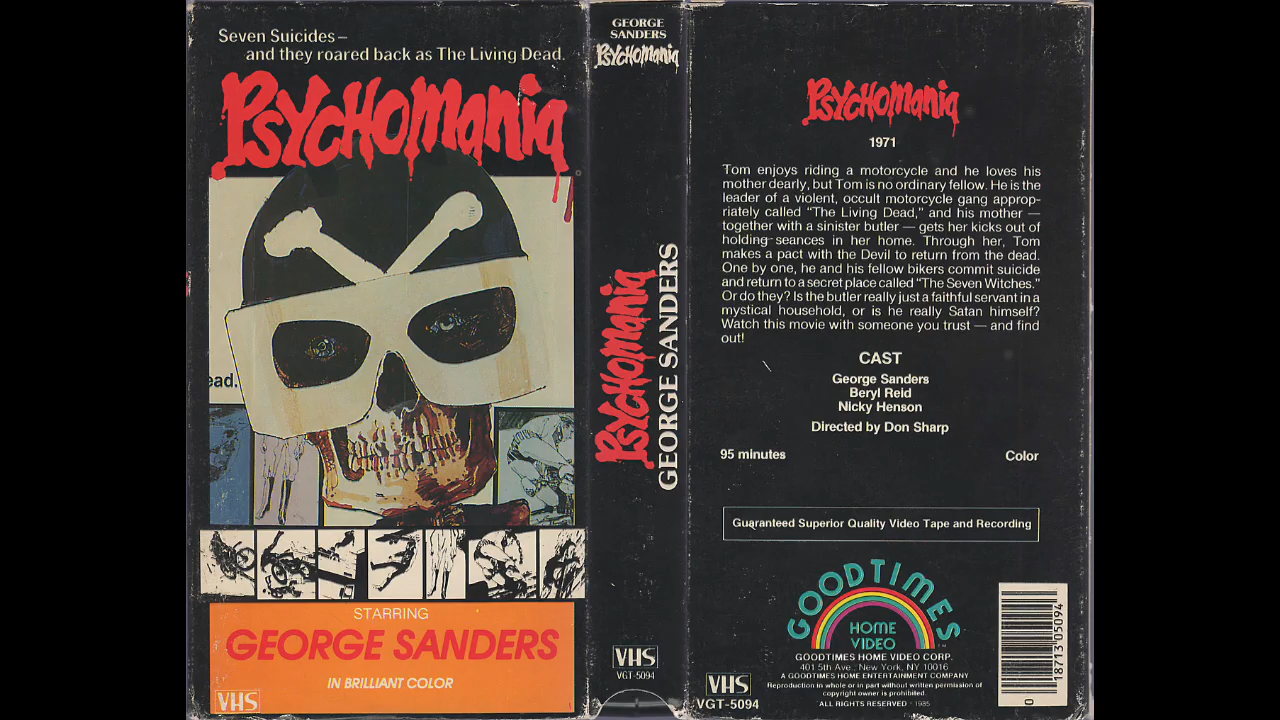 Seven Suicides –
and they roared back as The Living Dead.
PSYCHOMANIA
ead.
STARRING
GEORGE SANDERS
IN BRILLIANT COLOR
VHS
GEORGE
SANDERS
PSYCHOMANIA
PSYCHOMANIA
GEORGE SANDERS
VHS
VGT-5094
PSYCHOMANIA
1971
Tom enjoys riding a motorcycle and he loves his
mother dearly, but Tom is no ordinary fellow. He is the
leader of a violent, occult motorcycle gang approp-
riately called “The Living Dead,” and his mother —
together with a sinister butler — gets her kicks out of
holding seances in her home. Through her, Tom
makes a pact with the Devil to return from the dead.
One by one, he and his fellow bikers commit suicide
and return to a secret place called “The Seven Witches.”
Or do they? Is the butler really just a faithful servant in a
mystical household, or is he really Satan himself?
Watch this movie with someone you trust — and find
out!
CAST
George Sanders
Beryl Reid
Nicky Henson
Directed by Don Sharp
95 minutes
Color
Guaranteed Superior Quality Video Tape and Recording
GOODTIMES
HOME
VIDEO
TM
GOODTIMES HOME VIDEO CORP.
401 5th Ave., New York, NY 10016
A GOODTIMES HOME ENTERTAINMENT COMPANY
Reproduction in whole or in part without written permission of
copyright owner is prohibited.
ALL RIGHTS RESERVED · 1985
VHS
VGT-5094
0
18713 05094